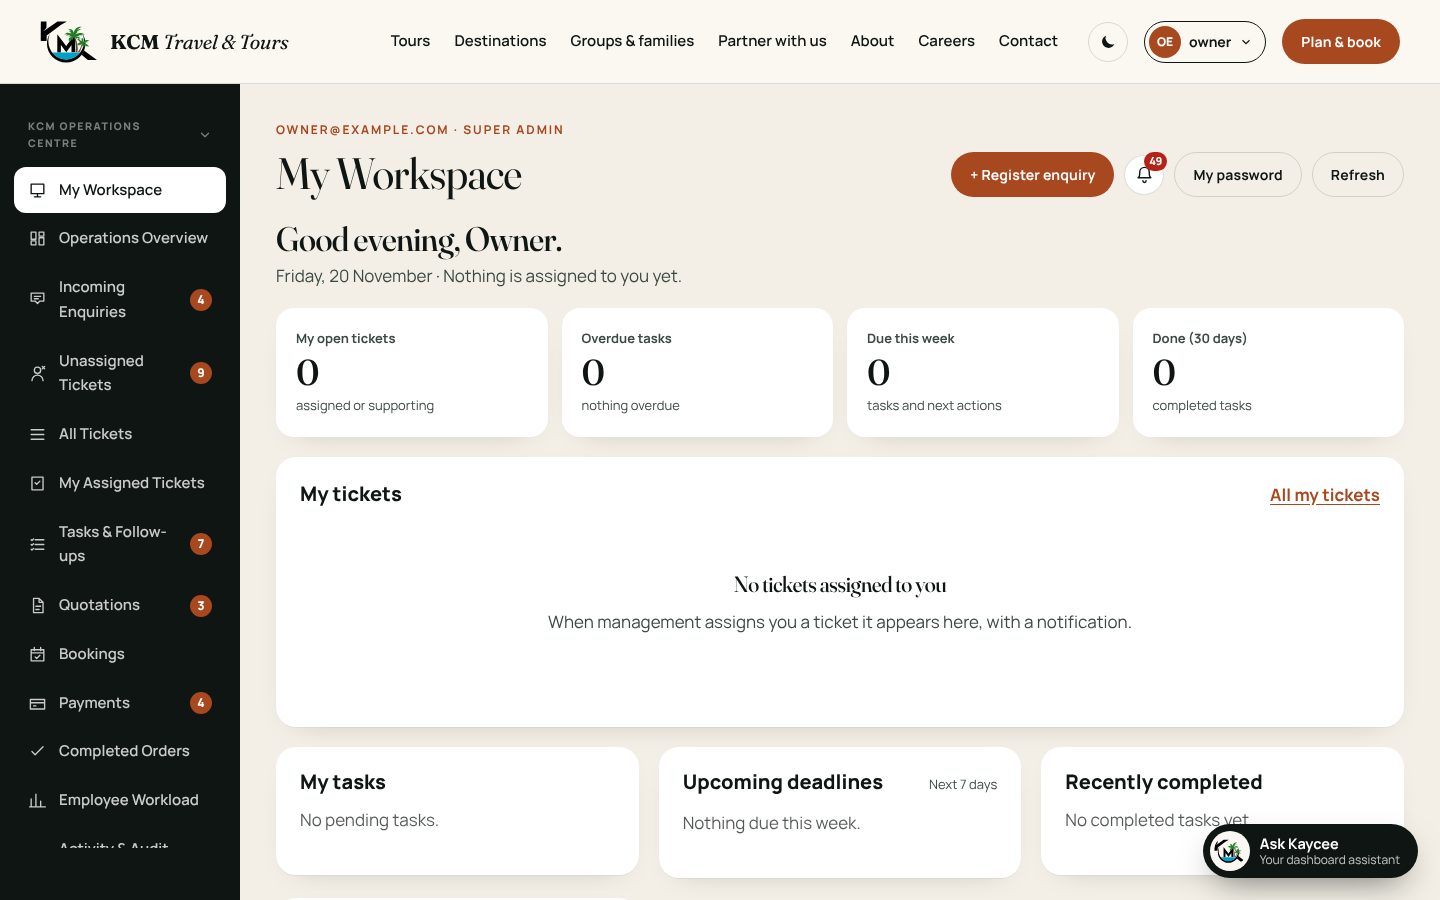 KCM Travel & Tours
Tours
Destinations
Groups & families
Partner with us
About
Careers
Contact
OE
owner
Plan & book
KCM OPERATIONS
CENTRE
My Workspace
Operations Overview
Incoming
Enquiries
4
Unassigned
Tickets
9
All Tickets
My Assigned Tickets
Tasks & Follow-
ups
7
Quotations
3
Bookings
Payments
4
Completed Orders
Employee Workload
Activity & Audit
OWNER@EXAMPLE.COM · SUPER ADMIN
My Workspace
+ Register enquiry
49
My password
Refresh
Good evening, Owner.
Friday, 20 November · Nothing is assigned to you yet.
My open tickets
0
assigned or supporting
Overdue tasks
0
nothing overdue
Due this week
0
tasks and next actions
Done (30 days)
0
completed tasks
My tickets
All my tickets
No tickets assigned to you
When management assigns you a ticket it appears here, with a notification.
My tasks
No pending tasks.
Upcoming deadlines
Next 7 days
Nothing due this week.
Recently completed
No completed tasks yet
Ask Kaycee
Your dashboard assistant